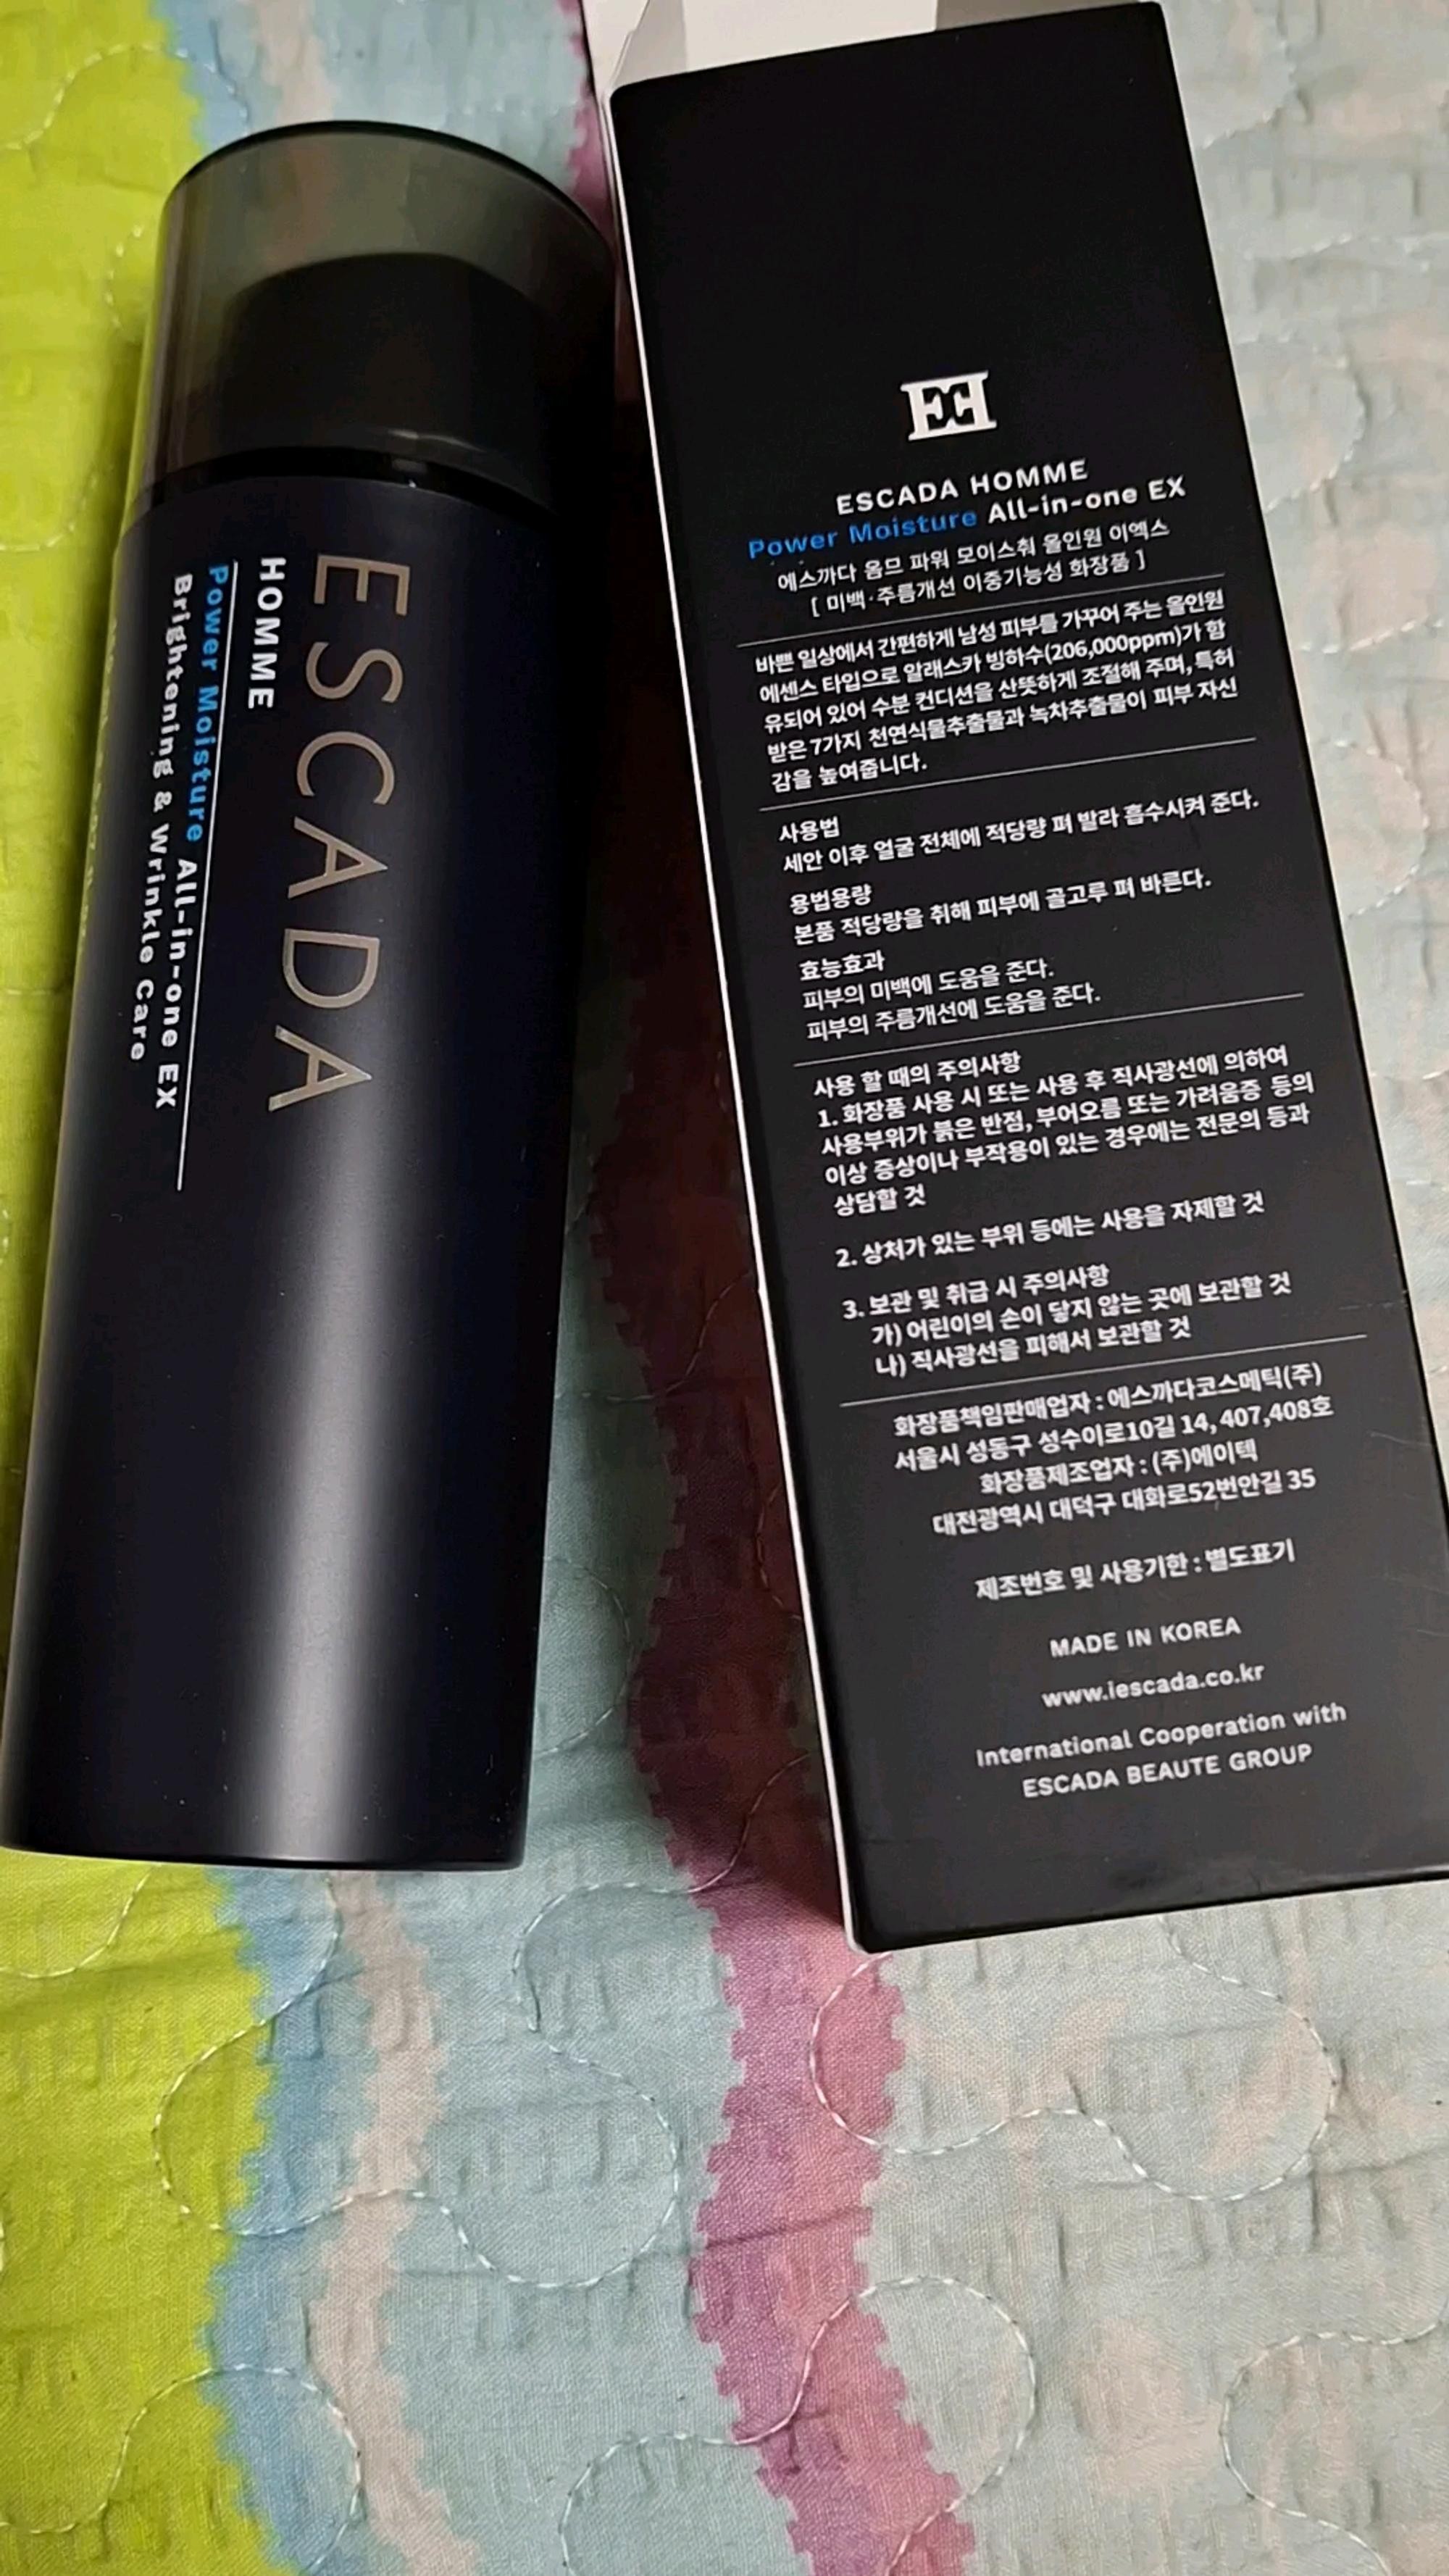 ESCADA
HOMME
Power Moisture All-in-one EX
Brightening & Wrinkle Care
ESCADA HOMME
Power Moisture All-in-one EX
에스까다 옴므 파워 모이스춰 올인원 이엑스
[ 미백·주름개선 이중기능성 화장품 ]
바쁜 일상에서 간편하게 남성 피부를 가꾸어 주는 올인원
에센스 타입으로 알래스카 빙하수(206,000ppm)가 함
유되어 있어 수분 컨디션을 산뜻하게 조절해 주며, 특허
받은 7가지 천연식물추출물과 녹차추출물이 피부 자신
감을 높여줍니다.
사용법
세안 이후 얼굴 전체에 적당량 펴 발라 흡수시켜 준다.
용법용량
본품 적당량을 취해 피부에 골고루 펴 바른다.
효능효과
피부의 미백에 도움을 준다.
피부의 주름개선에 도움을 준다.
사용 할 때의 주의사항
1. 화장품 사용 시 또는 사용 후 직사광선에 의하여
사용부위가 붉은 반점, 부어오름 또는 가려움증 등의
이상 증상이나 부작용이 있는 경우에는 전문의 등과
상담할 것
2. 상처가 있는 부위 등에는 사용을 자제할 것
3. 보관 및 취급 시 주의사항
가) 어린이의 손이 닿지 않는 곳에 보관할 것
나) 직사광선을 피해서 보관할 것
화장품책임판매업자 : 에스까다코스메틱(주)
서울시 성동구 성수이로10길 14, 407,408호
화장품제조업자 : (주)에이텍
대전광역시 대덕구 대화로52번안길 35
제조번호 및 사용기한 : 별도표기
MADE IN KOREA
www.iescada.co.kr
International Cooperation with
ESCADA BEAUTE GROUP